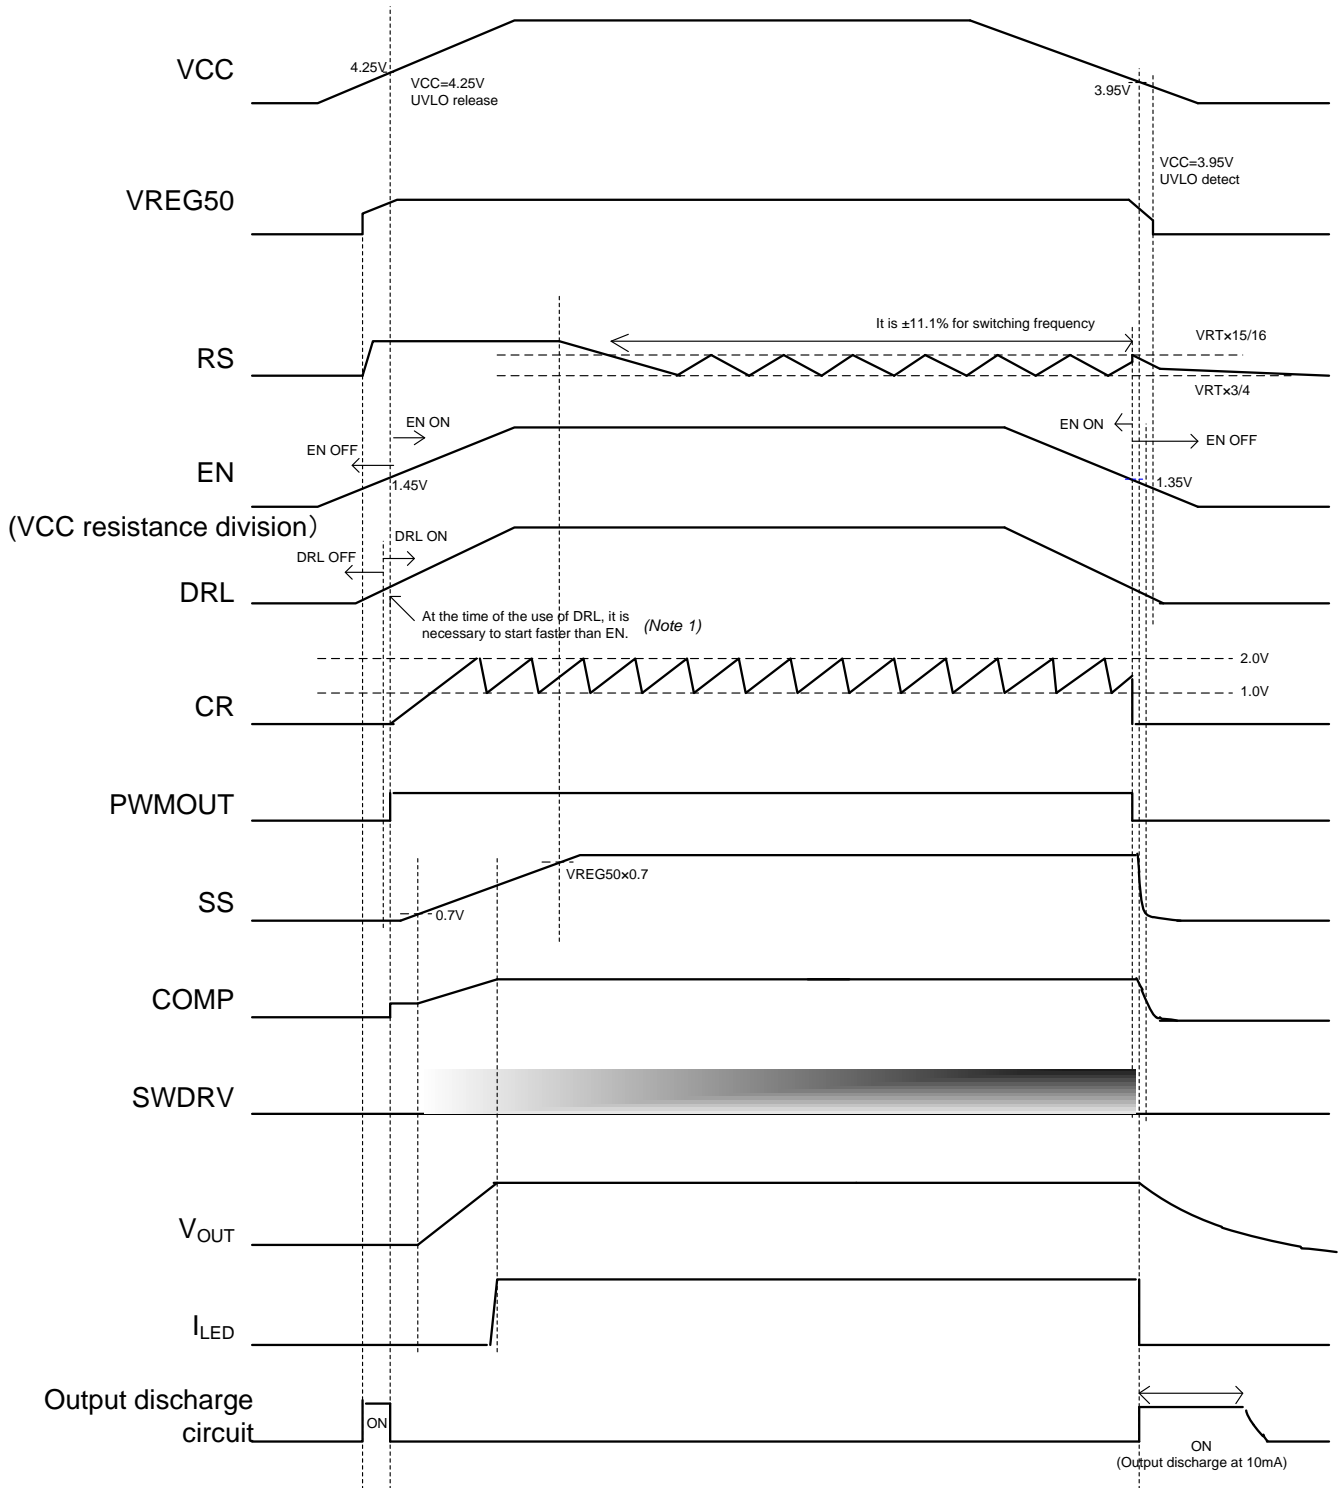 VCC
4.25V
VCC=4.25V
UVLO release
3.95V
VCC=3.95V
UVLO detect
VREG50
It is ±11.1% for switching frequency
VRT×15/16
RS
VRT×3/4
EN ON
EN OFF
EN ON
EN OFF
EN
1.45V
1.35V
(VCC resistance division）
DRL ON
DRL OFF
DRL
At the time of the use of DRL, it is
necessary to start faster than EN.
(Note 1)
2.0V
1.0V
CR
PWMOUT
VREG50×0.7
SS
0.7V
COMP
SWDRV
VOUT
ILED
Output discharge
circuit
ON
ON
(Output discharge at 10mA)